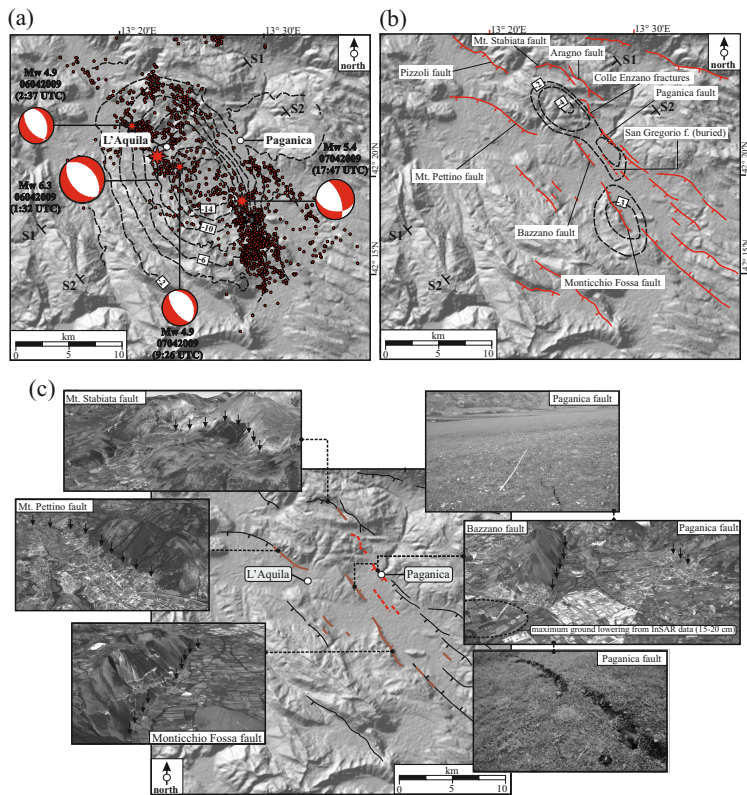 (a)
13° 20'
13° 30'
S1
north
Mw 4.9
06042009
(2:37 UTC)
S2
L'Aquila
Paganica
Mw 5.4
07042009
(17:47 UTC)
42° 20'
Mw 6.3
06042009
(1:32 UTC)
-14
-10
-6
-2
S1
S2
42° 15'
Mw 4.9
07042009
(9:26 UTC)
km
0 5 10
(b)
13° 20'
13° 30'
Mt. Stabiata fault
Aragno fault
S1
north
Pizzoli fault
Colle Enzano fractures
Paganica fault
S2
San Gregorio f. (buried)
42° 20'
Mt. Pettino fault
S1
Bazzano fault
42° 15'
S2
Monticchio Fossa fault
km
0 5 10
(c)
Mt. Stabiata fault
Paganica fault
Mt. Pettino fault
Bazzano fault
Paganica fault
L'Aquila
Paganica
maximum ground lowering from InSAR data (15-20 cm)
Paganica fault
Monticchio Fossa fault
north
km
0 5 10